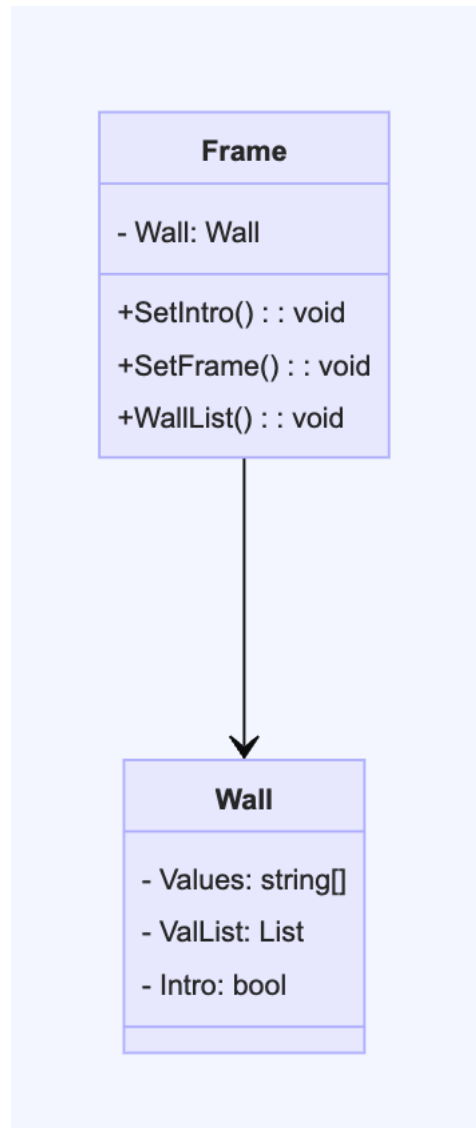 Frame
- Wall: Wall
+SetIntro() : : void
+SetFrame() : : void
+WallList() : : void
Wall
- Values: string[]
- ValList: List
- Intro: bool